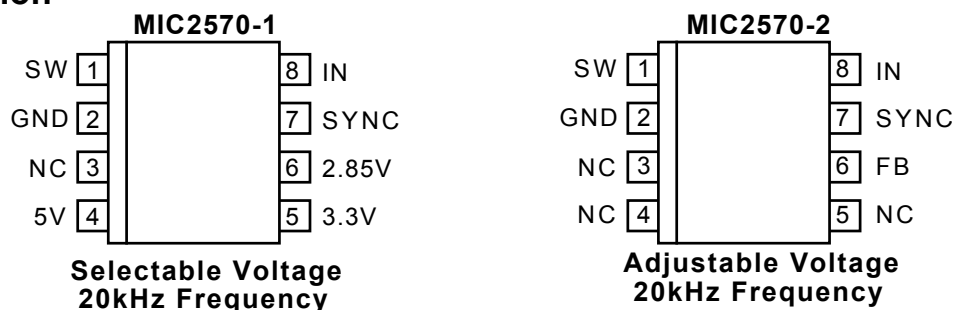 MIC2570-1
SW 1
GND 2
NC 3
5V 4
8 IN
7 SYNC
6 2.85V
5 3.3V
Selectable Voltage
20kHz Frequency
MIC2570-2
SW 1
GND 2
NC 3
NC 4
8 IN
7 SYNC
6 FB
5 NC
Adjustable Voltage
20kHz Frequency